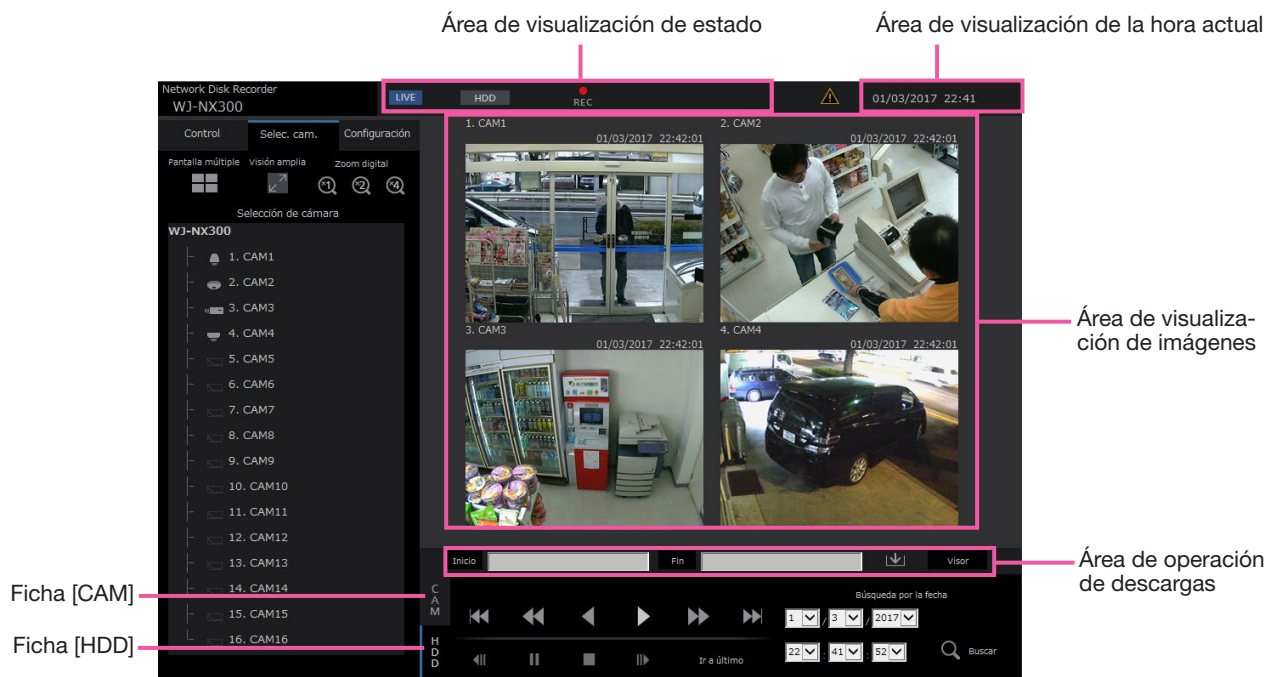 Área de visualización de estado
Área de visualización de la hora actual
Network Disk Recorder
WJ-NX300
LIVE
HDD
REC
01/03/2017 22:41
Control
Selec. cam.
Configuración
Pantalla múltiple
Visión amplia
Zoom digital
x1
x2
x4
Selección de cámara
WJ-NX300
1. CAM1
2. CAM2
3. CAM3
4. CAM4
5. CAM5
6. CAM6
7. CAM7
8. CAM8
9. CAM9
10. CAM10
11. CAM11
12. CAM12
13. CAM13
14. CAM14
15. CAM15
16. CAM16
1. CAM1
01/03/2017 22:42:01
2. CAM2
01/03/2017 22:42:01
3. CAM3
01/03/2017 22:42:01
4. CAM4
01/03/2017 22:42:01
Área de visualiza-
ción de imágenes
Inicio
Fin
Visor
Área de operación
de descargas
Ficha [CAM]
Ficha [HDD]
CAM
HDD
Ir a último
Búsqueda por la fecha
1 / 3 / 2017
22 : 41 : 52
Buscar